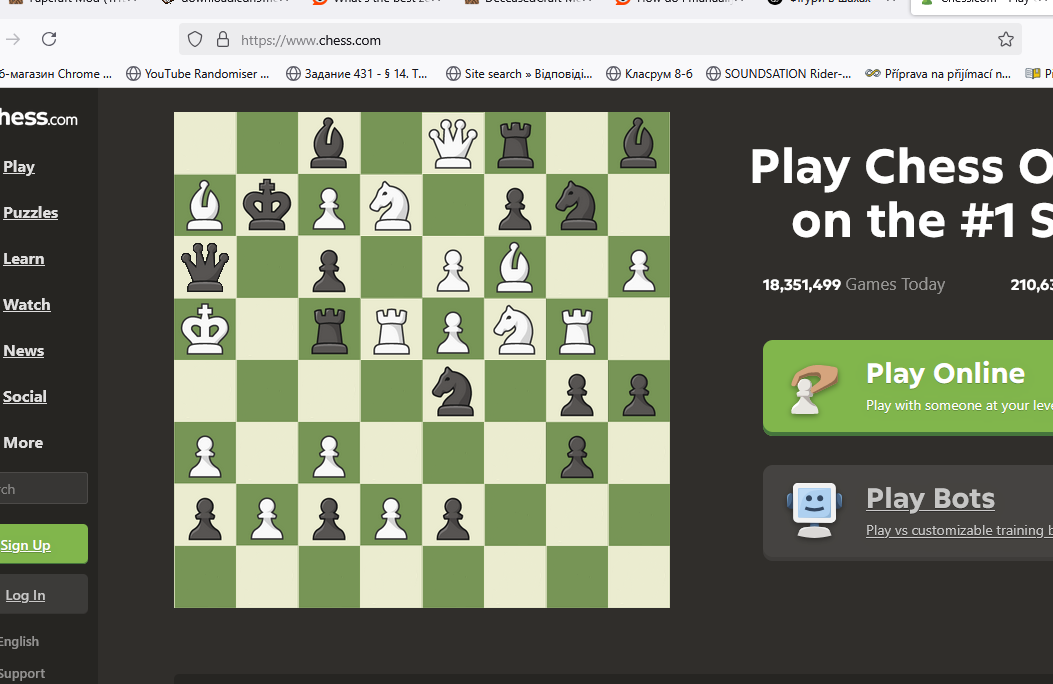 https://www.chess.com
б-магазин Chrome ...
YouTube Randomiser ...
Задание 431 - § 14. Т...
Site search » Відповіді...
Класрум 8-б
SOUNDSATION Rider-...
Příprava na přijímací n...
hess.com
Play
Puzzles
Learn
Watch
News
Social
More
rch
Sign Up
Log In
English
Support
Play Chess O
on the #1 S
18,351,499 Games Today
210,63
Play Online
Play with someone at your leve
Play Bots
Play vs customizable training b